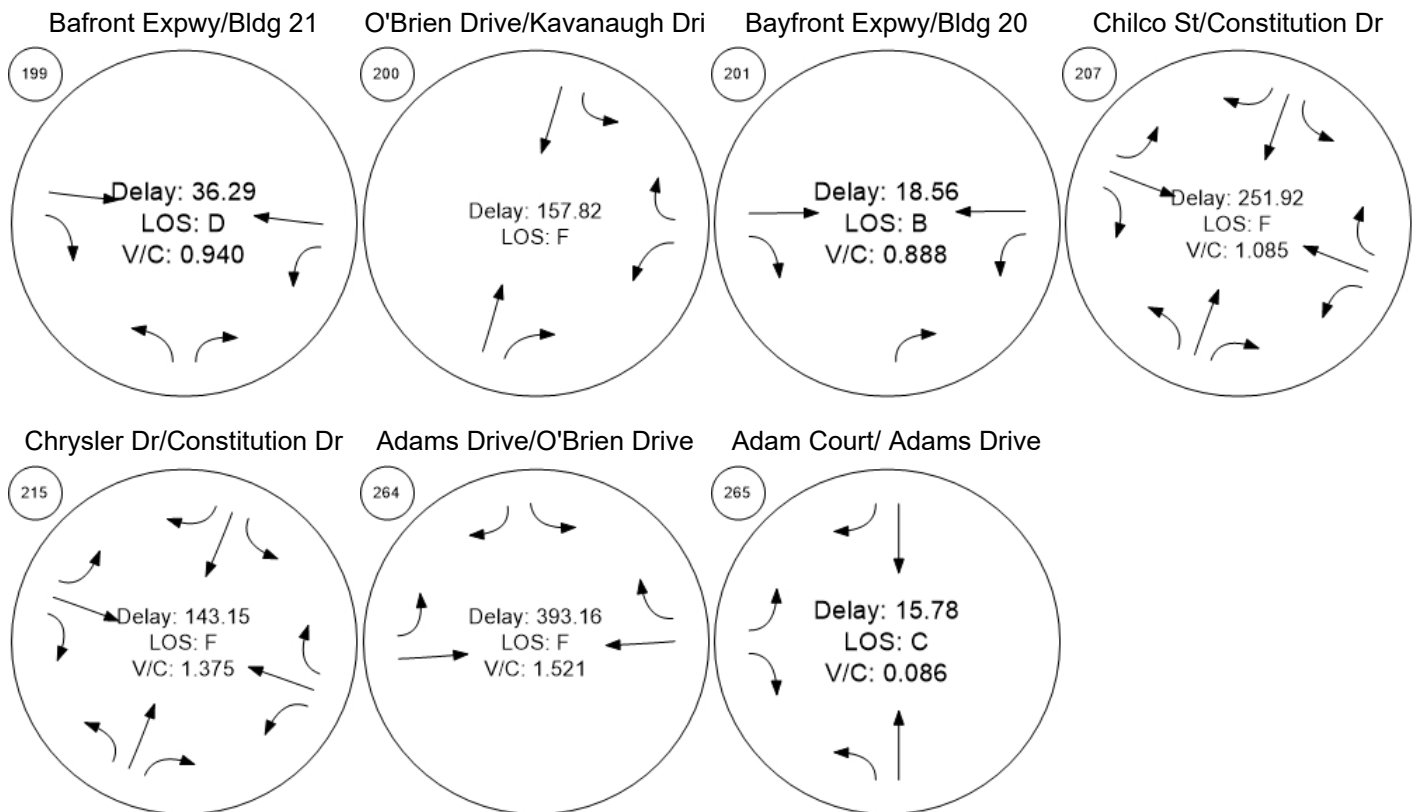 Bafront Expwy/Bldg 21
O'Brien Drive/Kavanaugh Dri
Bayfront Expwy/Bldg 20
Chilco St/Constitution Dr
199
200
201
207
Delay: 36.29
LOS: D
V/C: 0.940
Delay: 157.82
LOS: F
Delay: 18.56
LOS: B
V/C: 0.888
Delay: 251.92
LOS: F
V/C: 1.085
Chrysler Dr/Constitution Dr
Adams Drive/O'Brien Drive
Adam Court/ Adams Drive
215
264
265
Delay: 143.15
LOS: F
V/C: 1.375
Delay: 393.16
LOS: F
V/C: 1.521
Delay: 15.78
LOS: C
V/C: 0.086